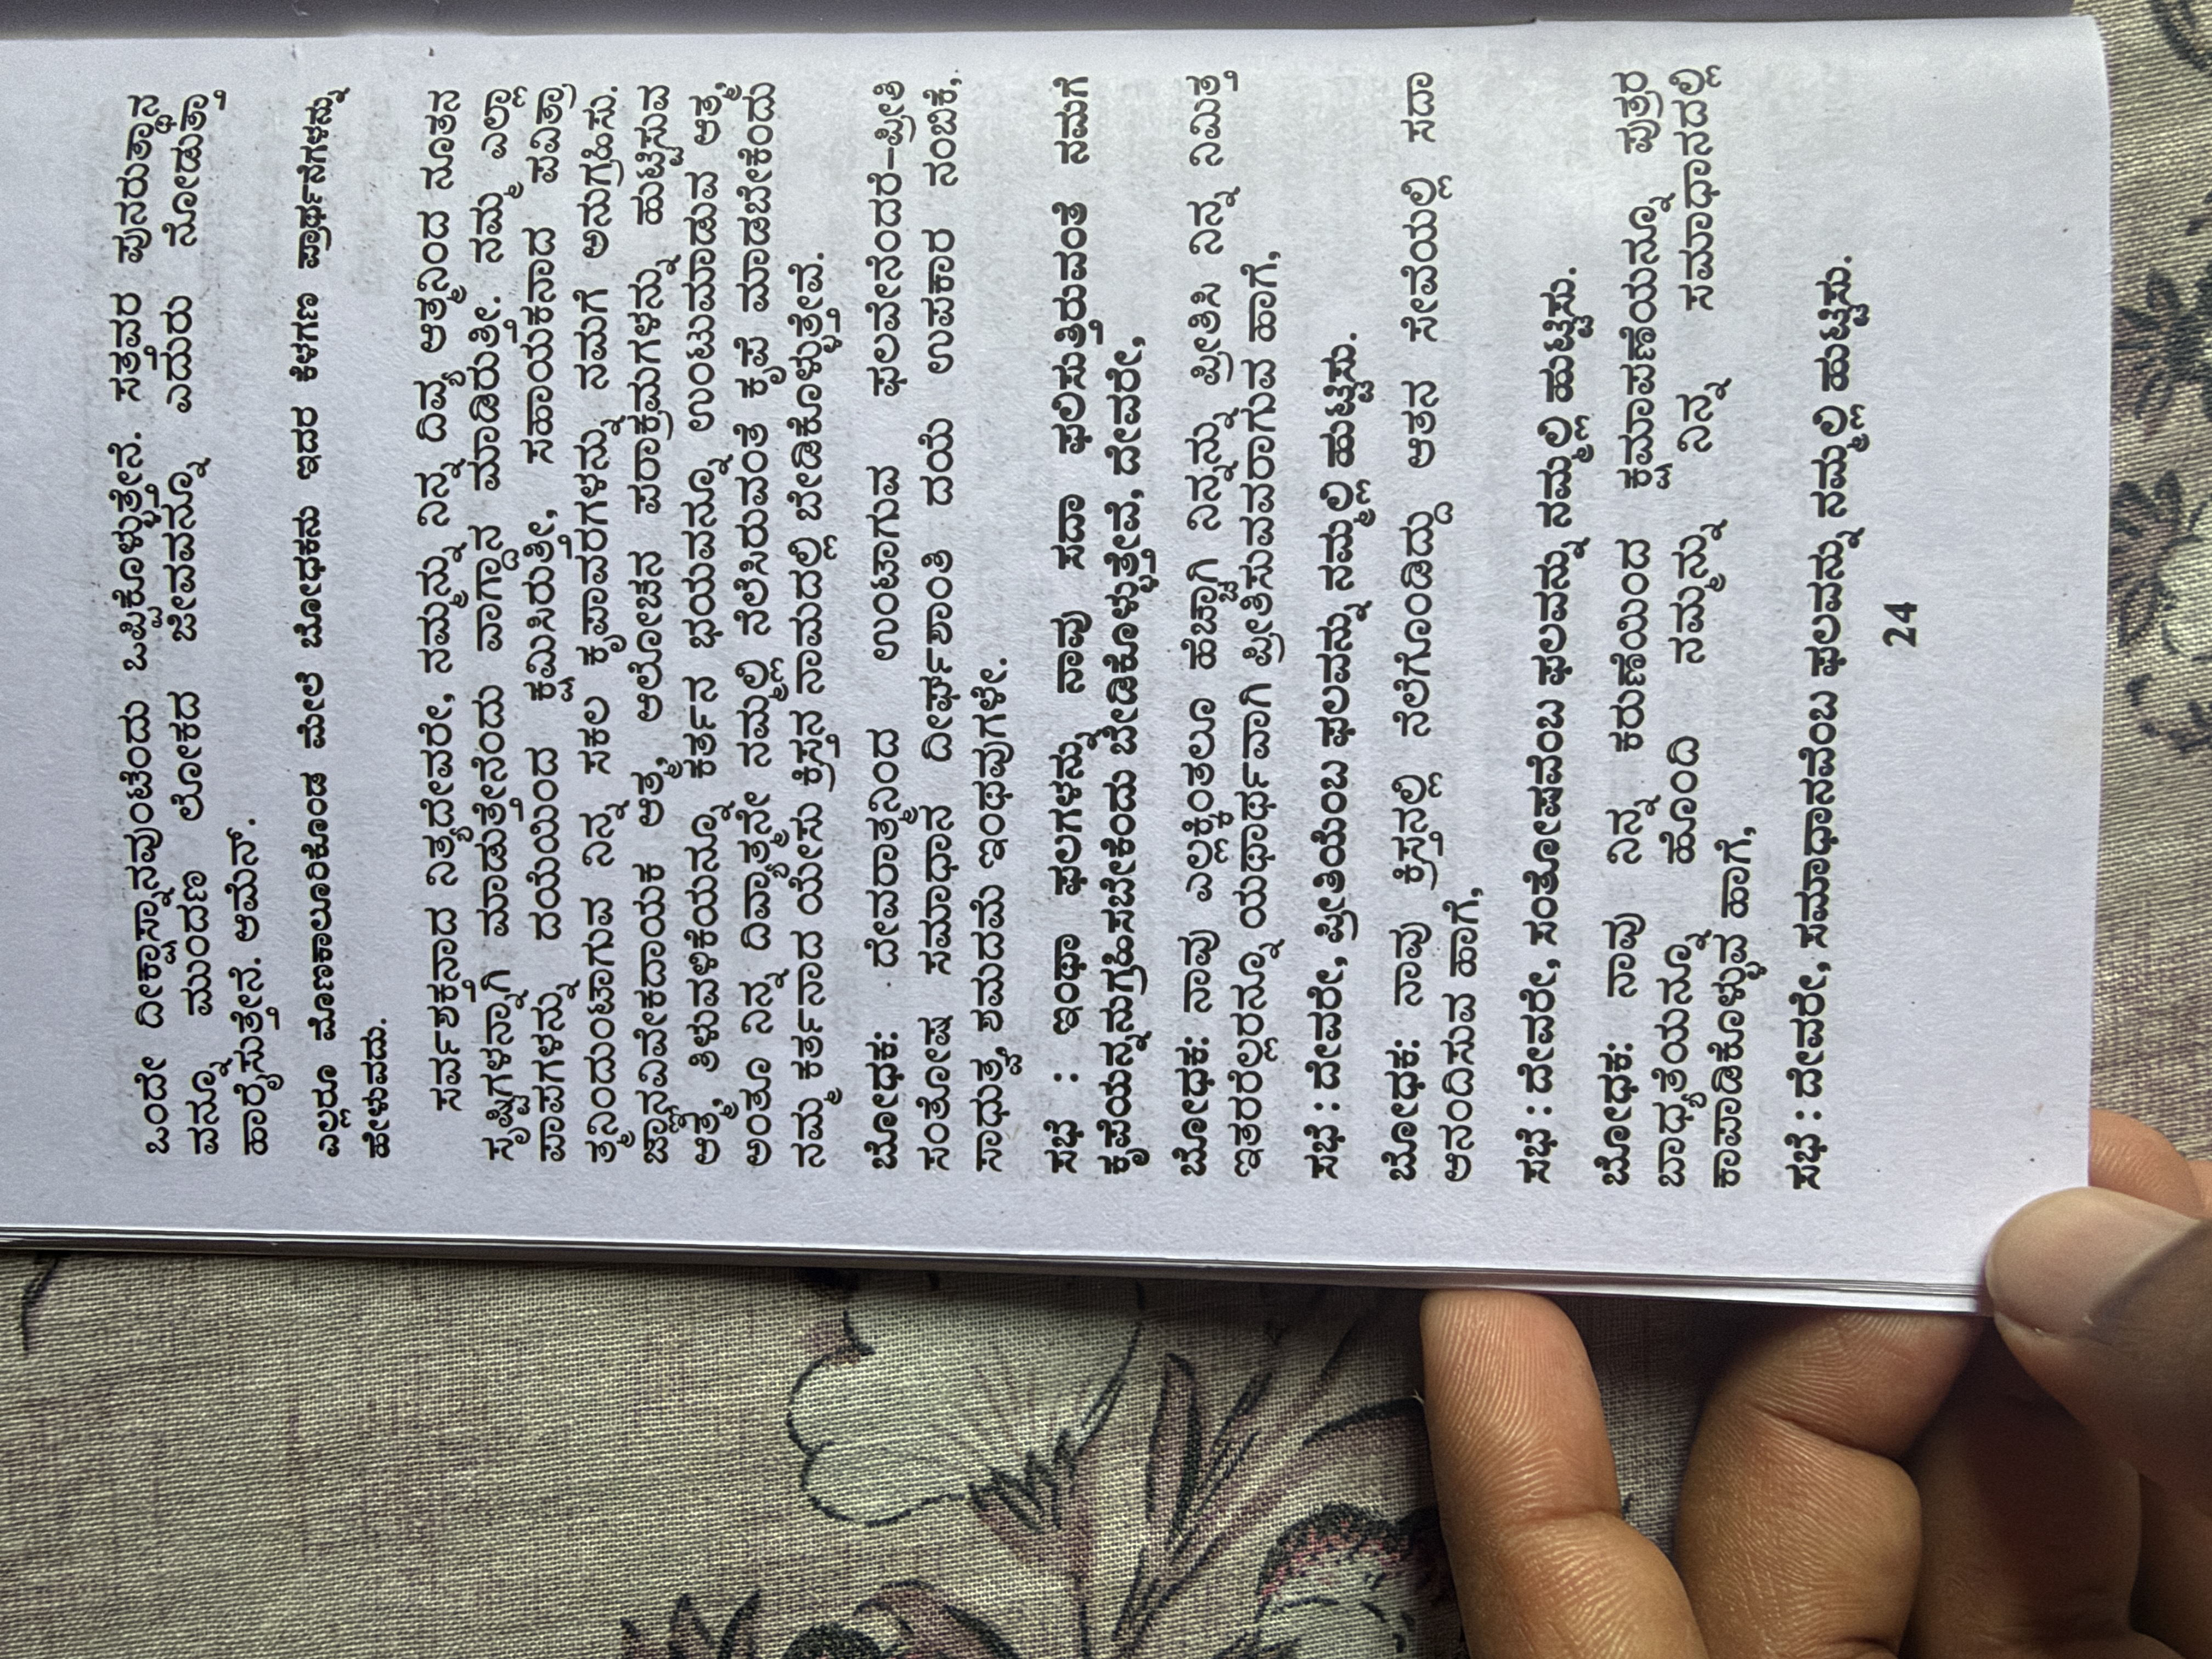 ಒಂದೇ ದೀಕ್ಷಾಸ್ನಾನವುಂಟೆಂದು ಒಪ್ಪಿಕೊಳ್ಳುತ್ತೇನೆ. ಸತ್ತವರ ಪುನರುತ್ಥಾನ
ವನ್ನೂ ಮುಂದಣ ಲೋಕದ ಜೀವವನ್ನೂ ಎದುರು ನೋಡುತ್ತಾ
ಹಾರೈಸುತ್ತೇನೆ. ಆಮೆನ್.
ಎಲ್ಲರೂ ಮೊಣಕಾಲೂರಿಕೊಂಡ ಮೇಲೆ ಬೋಧಕನು ಇದರ ಕೆಳಗಣ ಪ್ರಾರ್ಥನೆಗಳನ್ನು
ಹೇಳುವದು.
ಸರ್ವಶಕ್ತನಾದ ನಿತ್ಯದೇವರೇ, ನಮ್ಮನ್ನು ನಿನ್ನ ದಿವ್ಯ ಆತ್ಮನಿಂದ ನೂತನ
ಸೃಷ್ಟಿಗಳನ್ನಾಗಿ ಮಾಡುತ್ತೇನೆಂದು ವಾಗ್ದಾನ ಮಾಡಿರುತ್ತೀ. ನಮ್ಮ ಎಲ್ಲಾ
ಪಾಪಗಳನ್ನು ದಯೆಯಿಂದ ಕ್ಷಮಿಸಿರುತ್ತೀ, ಸಹಾಯಕನಾದ ಪವಿತ್ರಾ
ತ್ಮನಿಂದುಂಟಾಗುವ ನಿನ್ನ ಸಕಲ ಕೃಪಾವರಗಳನ್ನು ನಮಗೆ ಅನುಗ್ರಹಿಸು.
ಜ್ಞಾನವಿವೇಕದಾಯಕ ಆತ್ಮ, ಆಲೋಚನ ಪರಾಕ್ರಮಗಳನ್ನು ಹುಟ್ಟಿಸುವ
ಆತ್ಮ, ತಿಳುವಳಿಕೆಯನ್ನೂ ಕರ್ತನ ಭಯವನ್ನೂ ಉಂಟುಮಾಡುವ ಆತ್ಮ,
ಅಂತೂ ನಿನ್ನ ದಿವ್ಯಾತ್ಮನೇ ನಮ್ಮಲ್ಲಿ ನೆಲೆಸಿರುವಂತೆ ಕೃಪೆ ಮಾಡಬೇಕೆಂದು
ನಮ್ಮ ಕರ್ತನಾದ ಯೇಸು ಕ್ರಿಸ್ತನ ನಾಮದಲ್ಲಿ ಬೇಡಿಕೊಳ್ಳುತ್ತೇವೆ.
ಬೋಧಕ: ದೇವರಾತ್ಮನಿಂದ ಉಂಟಾಗುವ ಫಲವೇನೆಂದರೆ–ಪ್ರೀತಿ
ಸಂತೋಷ ಸಮಾಧಾನ ದೀರ್ಘಶಾಂತಿ ದಯೆ ಉಪಕಾರ ನಂಬಿಕೆ,
ಸಾಧುತ್ವ, ಶಮದಮೆ ಇಂಥವುಗಳೇ.
ಸಭೆ : ಇಂಥಾ ಫಲಗಳನ್ನು ನಾವು ಸದಾ ಫಲಿಸುತ್ತಿರುವಂತೆ ನಮಗೆ
ಕೃಪೆಯನ್ನನುಗ್ರಹಿಸಬೇಕೆಂದು ಬೇಡಿಕೊಳ್ಳುತ್ತೇವೆ, ದೇವರೇ,
ಬೋಧಕ: ನಾವು ಎಲ್ಲಕ್ಕಿಂತಲೂ ಹೆಚ್ಚಾಗಿ ನಿನ್ನನ್ನು ಪ್ರೀತಿಸಿ ನಿನ್ನ ನಿಮಿತ್ತ
ಇತರರೆಲ್ಲರನ್ನೂ ಯಥಾರ್ಥವಾಗಿ ಪ್ರೀತಿಸುವವರಾಗುವ ಹಾಗೆ,
ಸಭೆ : ದೇವರೇ, ಪ್ರೀತಿಯೆಂಬ ಫಲವನ್ನು ನಮ್ಮಲ್ಲಿ ಹುಟ್ಟಿಸು.
ಬೋಧಕ: ನಾವು ಕ್ರಿಸ್ತನಲ್ಲಿ ನೆಲೆಗೊಂಡಿದ್ದು ಆತನ ಸೇವೆಯಲ್ಲಿ ಸದಾ
ಆನಂದಿಸುವ ಹಾಗೆ,
ಸಭೆ : ದೇವರೇ, ಸಂತೋಷವೆಂಬ ಫಲವನ್ನು ನಮ್ಮಲ್ಲಿ ಹುಟ್ಟಿಸು.
ಬೋಧಕ: ನಾವು ನಿನ್ನ ಕರುಣೆಯಿಂದ ಕ್ಷಮಾಪಣೆಯನ್ನೂ ಪುತ್ರರ
ಬಾಧ್ಯತೆಯನ್ನೂ ಹೊಂದಿ ನಮ್ಮನ್ನು ನಿನ್ನ ಸಮಾಧಾನದಲ್ಲಿ
ಕಾಪಾಡಿಕೊಳ್ಳುವ ಹಾಗೆ,
ಸಭೆ : ದೇವರೇ, ಸಮಾಧಾನವೆಂಬ ಫಲವನ್ನು ನಮ್ಮಲ್ಲಿ ಹುಟ್ಟಿಸು.
24